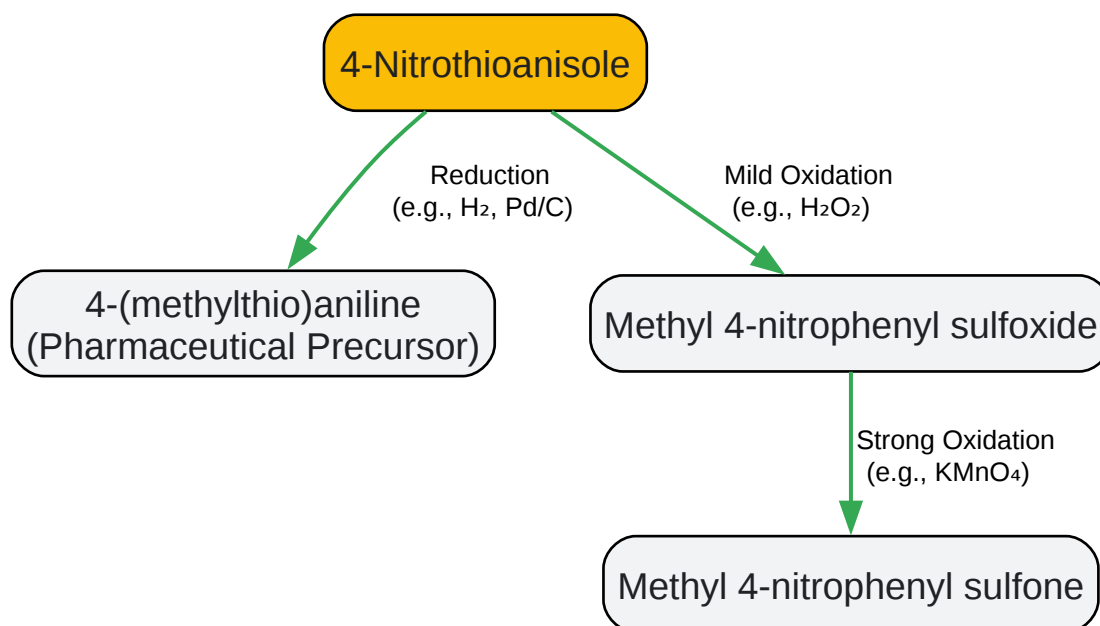 4-Nitrothioanisole
Reduction
(e.g., H₂, Pd/C)
Mild Oxidation
(e.g., H₂O₂)
4-(methylthio)aniline
(Pharmaceutical Precursor)
Methyl 4-nitrophenyl sulfoxide
Strong Oxidation
(e.g., KMnO₄)
Methyl 4-nitrophenyl sulfone